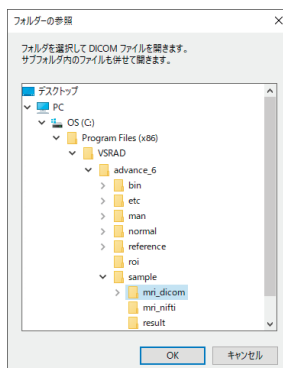 フォルダーの参照
フォルダを選択して DICOM ファイルを開きます。
サブフォルダ内のファイルも併せて開きます。
デスクトップ
PC
OS (C:)
Program Files (x86)
VSRAD
advance_6
bin
etc
man
normal
reference
roi
sample
mri_dicom
mri_nifti
result
OK キャンセル